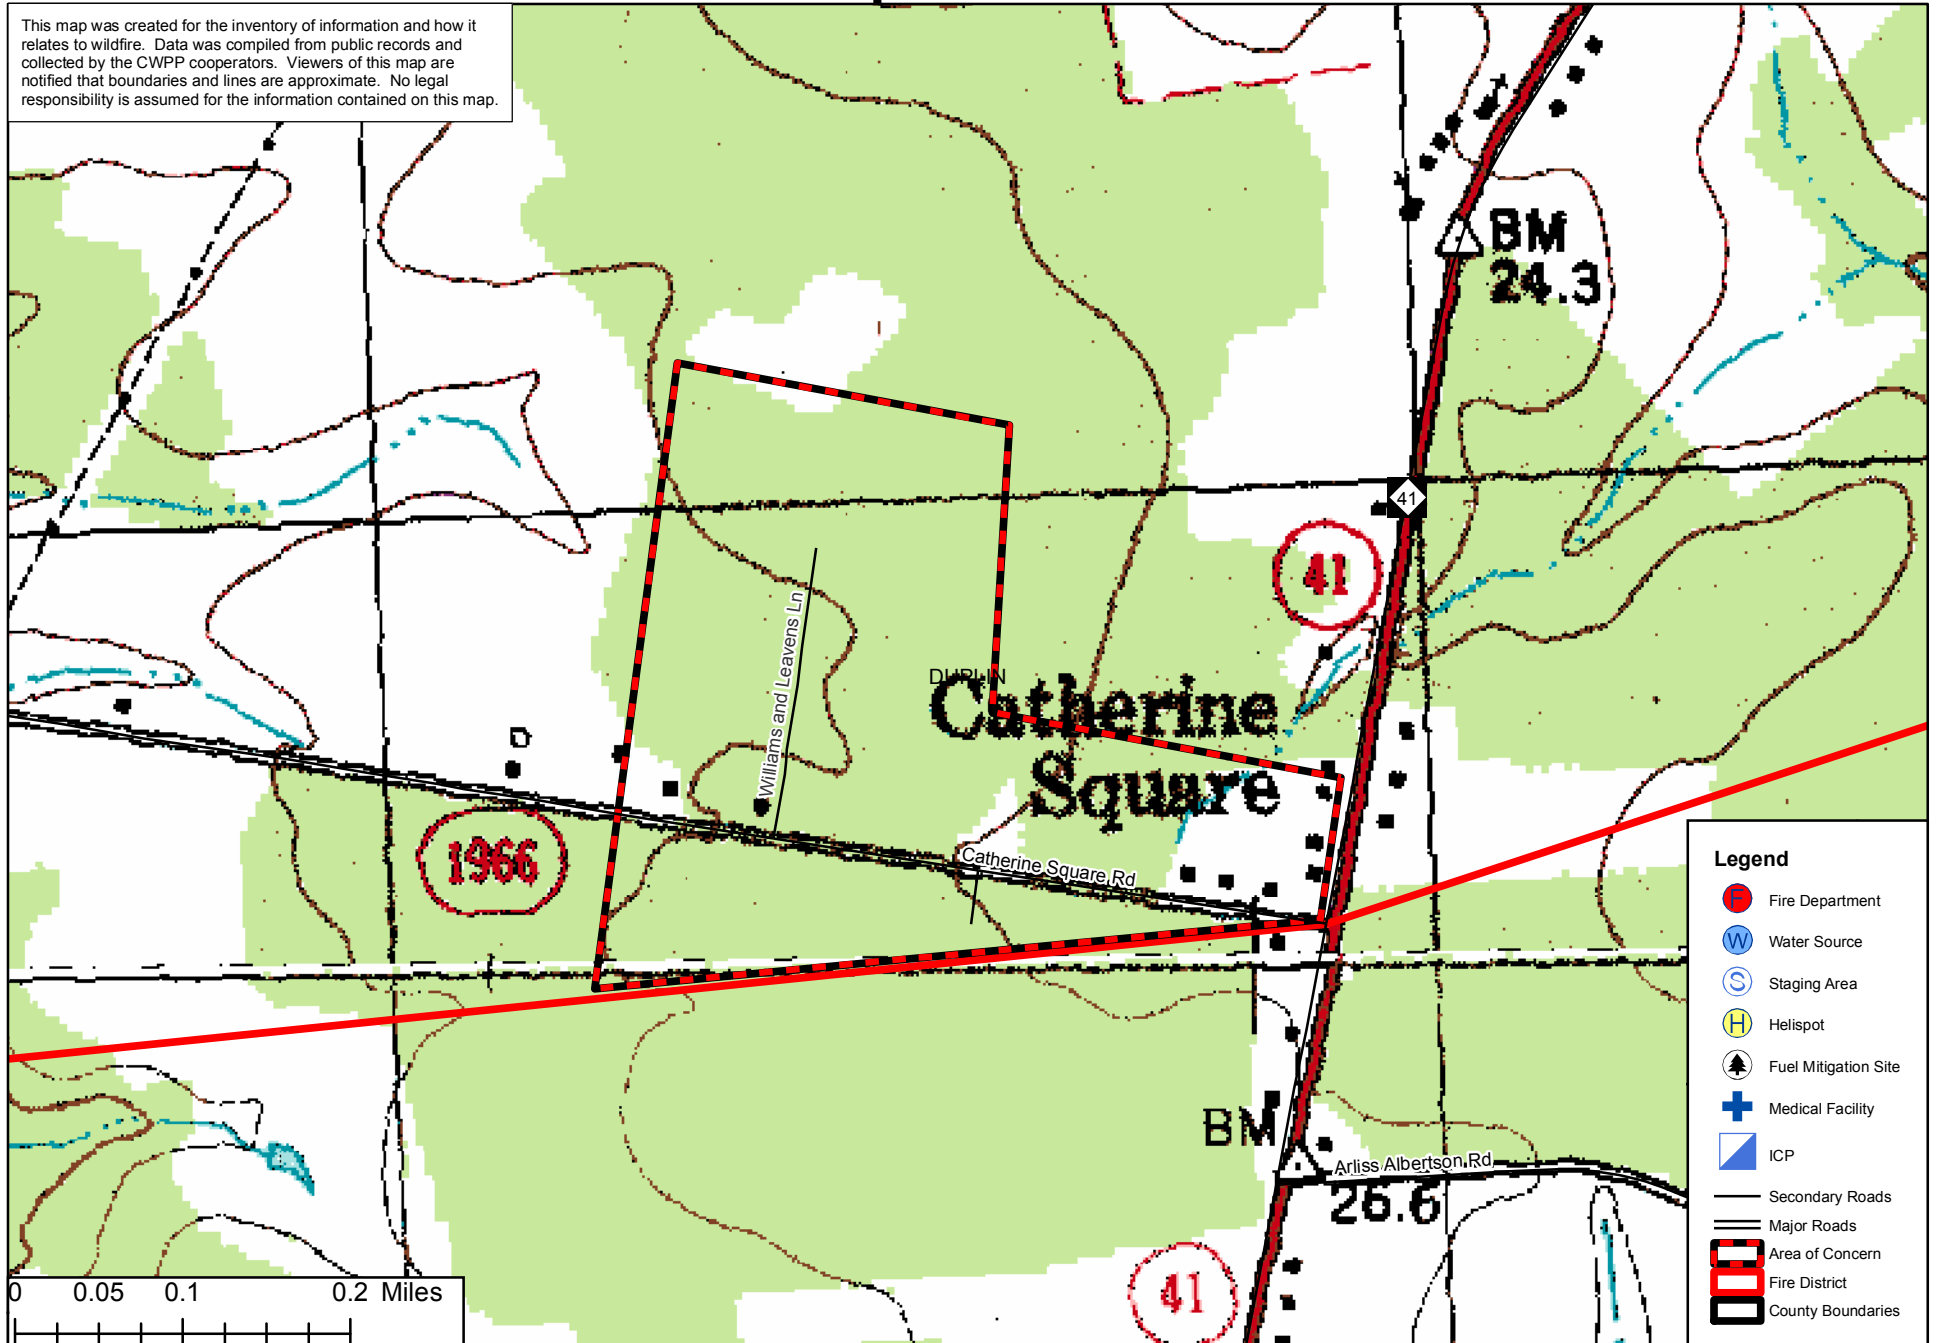 This map was created for the inventory of information and how it
relates to wildfire.  Data was compiled from public records and
collected by the CWPP cooperators.  Viewers of this map are
notified that boundaries and lines are approximate.  No legal
responsibility is assumed for the information contained on this map.
BM
24.3
41
41
Williams and Leavens Ln
DUPLIN
Catherine
Square
1966
Catherine Square Rd
BM
26.6
Arliss Albertson Rd
41
0 0.05 0.1 0.2 Miles
Legend
F Fire Department
W Water Source
S Staging Area
H Helispot
Fuel Mitigation Site
Medical Facility
ICP
Secondary Roads
Major Roads
Area of Concern
Fire District
County Boundaries